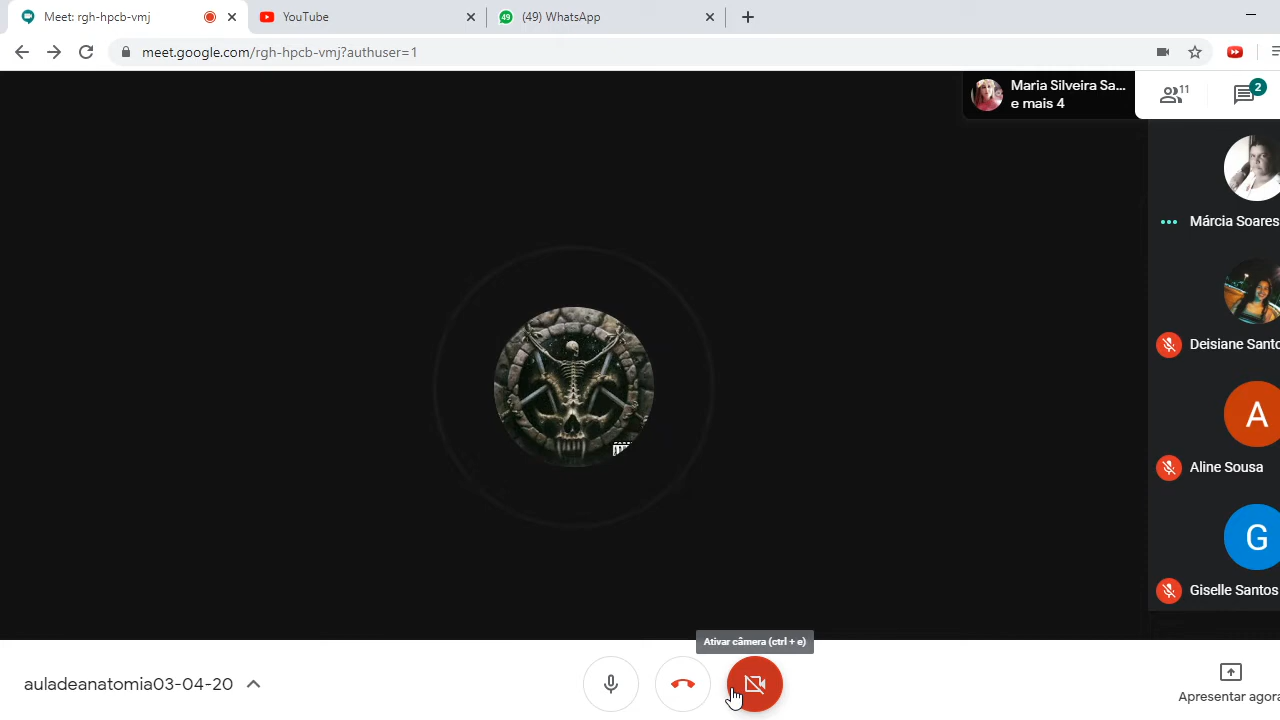 Meet: rgh-hpcb-vmj
YouTube
49
(49) WhatsApp
meet.google.com/rgh-hpcb-vmj?authuser=1
Maria Silveira Sa...
e mais 4
11
2
Márcia Soares
Deisiane Santo
A
Aline Sousa
G
Giselle Santos
Ativar câmera (ctrl + e)
auladeanatomia03-04-20
Apresentar agora